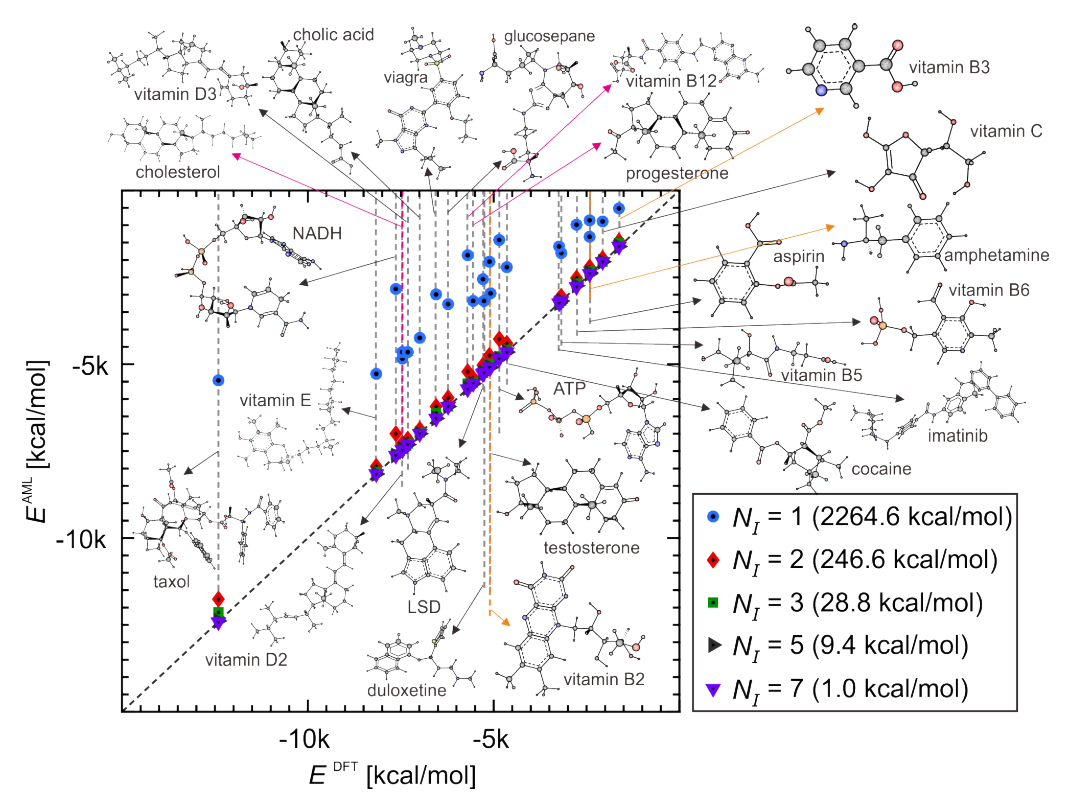 cholic acid
glucosepane
viagra
vitamin D3
vitamin B12
vitamin B3
vitamin C
cholesterol
progesterone
NADH
aspirin
amphetamine
vitamin B6
-5k
vitamin B5
ATP
vitamin E
imatinib
cocaine
E^AML [kcal/mol]
N_I = 1 (2264.6 kcal/mol)
-10k
testosterone
N_I = 2 (246.6 kcal/mol)
taxol
LSD
N_I = 3 (28.8 kcal/mol)
N_I = 5 (9.4 kcal/mol)
vitamin D2
duloxetine
vitamin B2
N_I = 7 (1.0 kcal/mol)
-10k
-5k
E^DFT [kcal/mol]